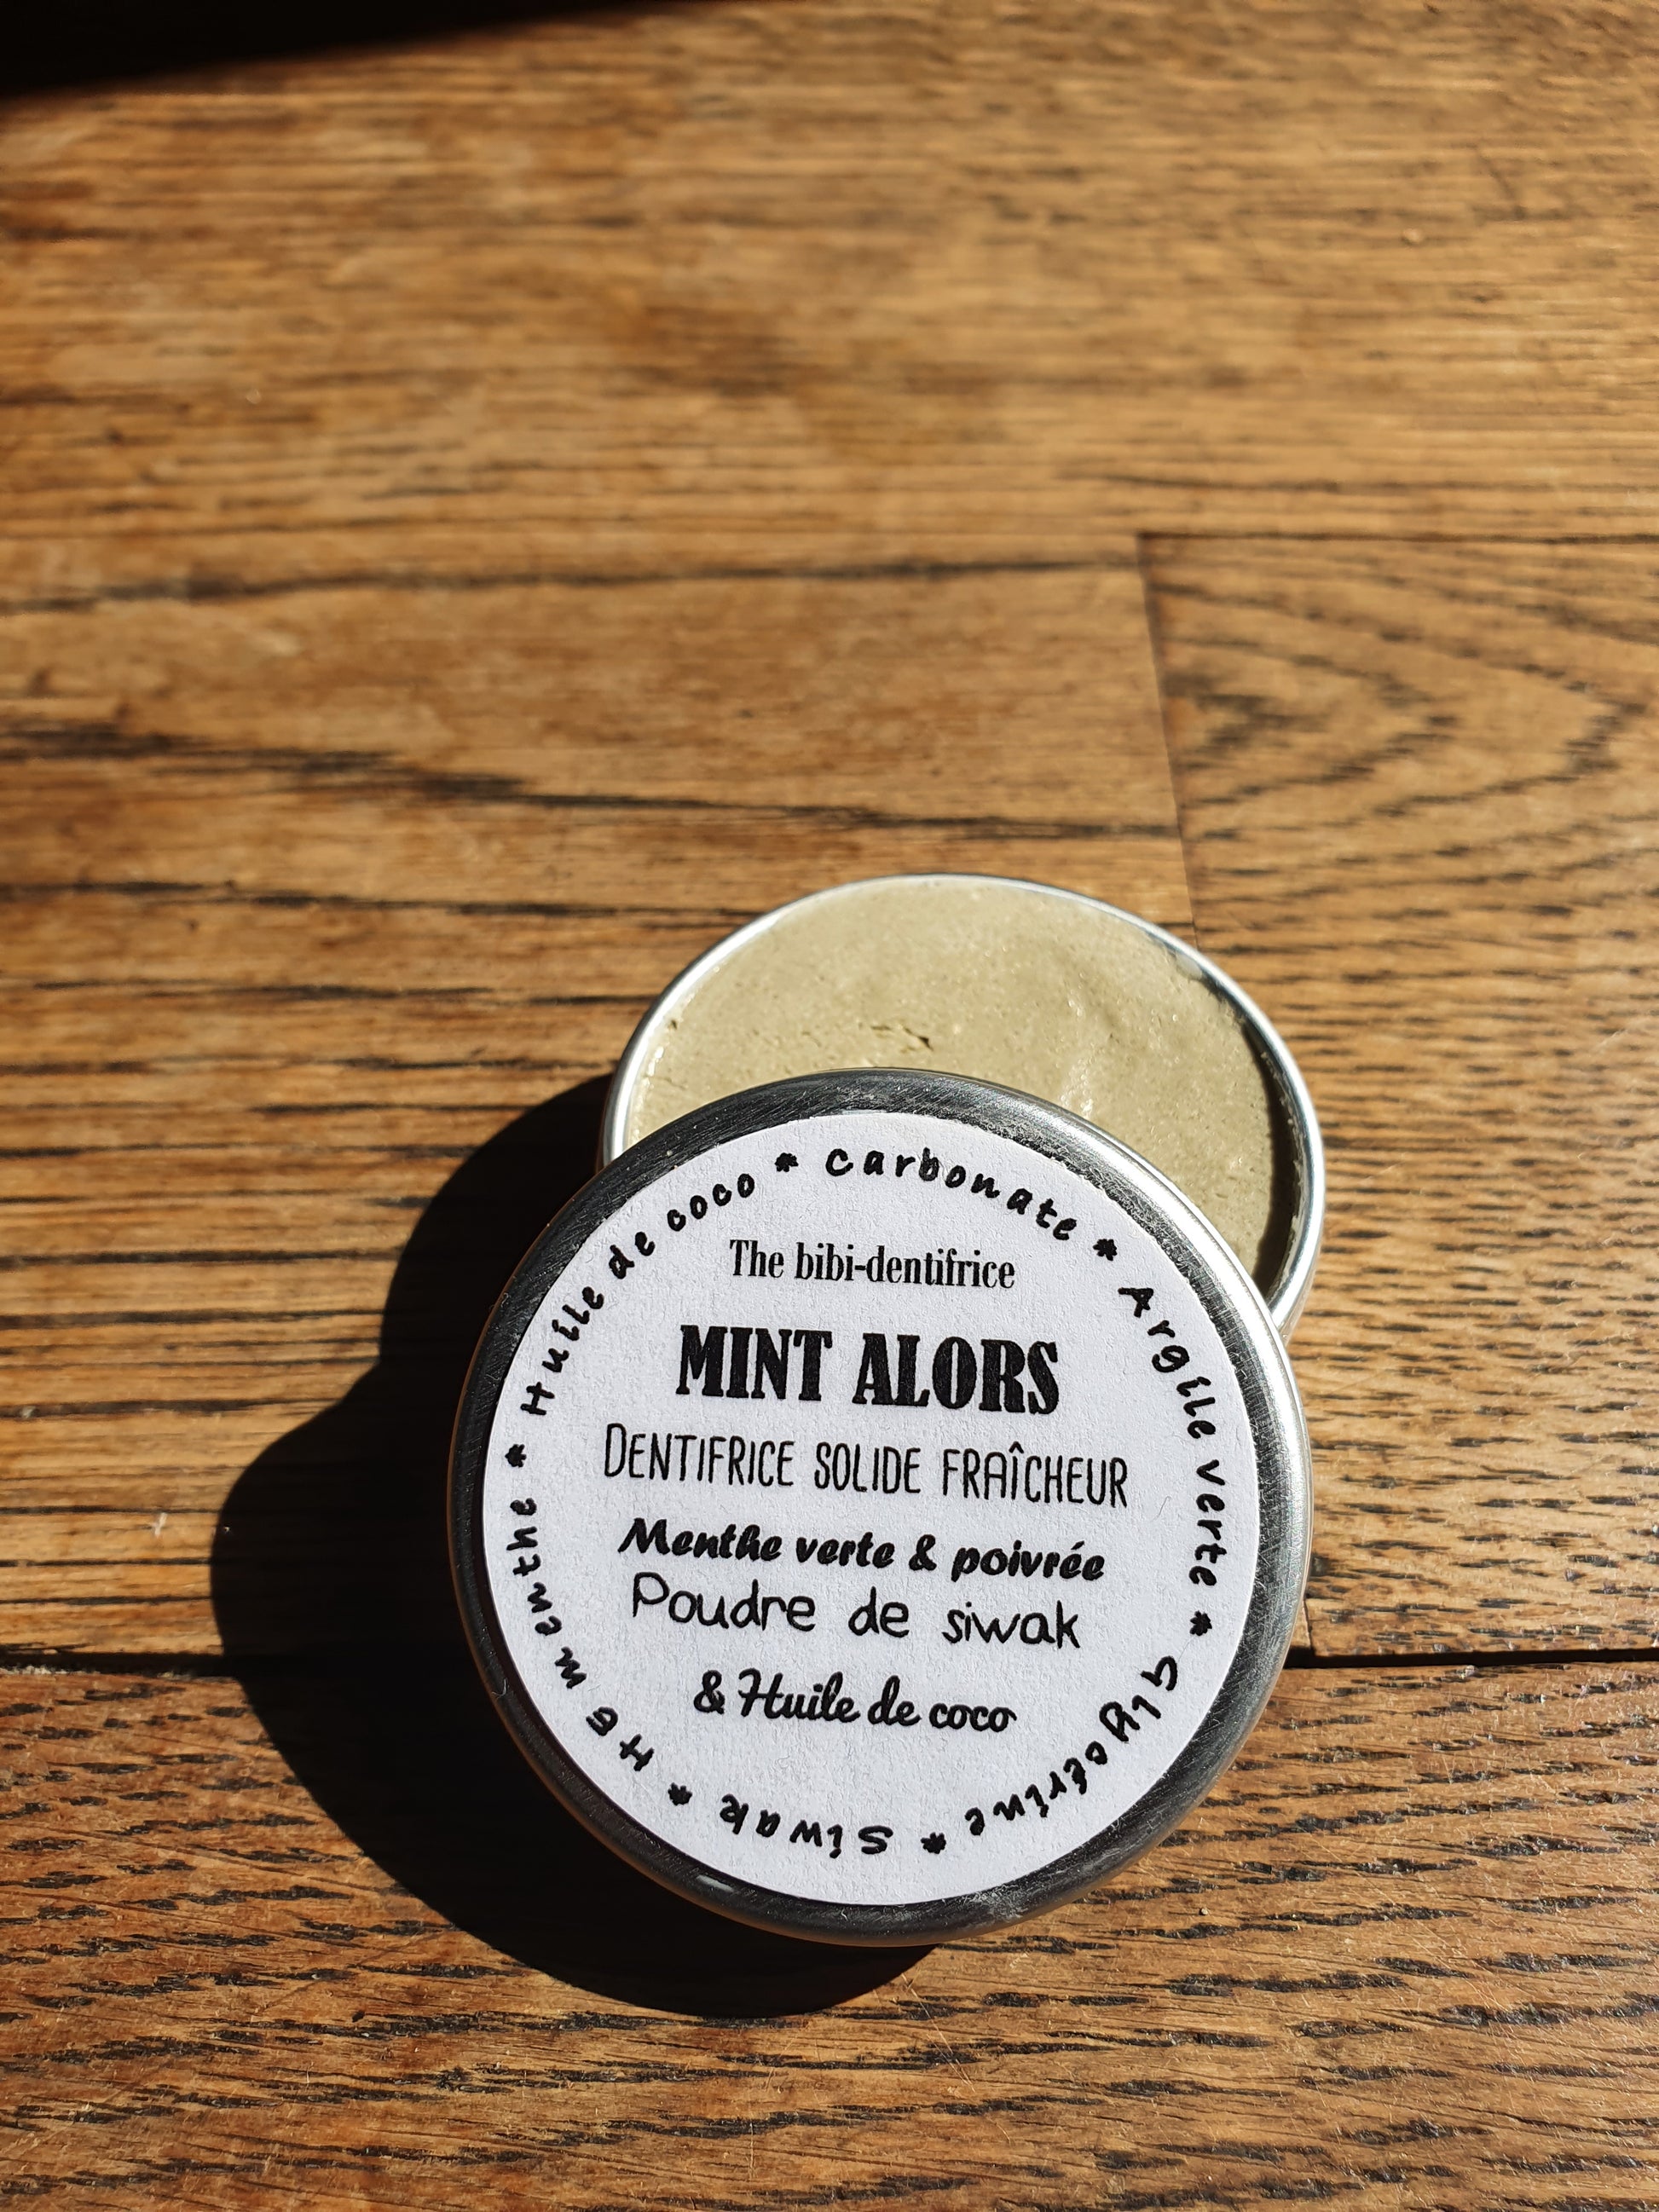 The bibi-dentifrice
MINT ALORS
DENTIFRICE SOLIDE FRAÎCHEUR
Menthe verte & poivrée
Poudre de siwak
& Huile de coco
* Carbonate * Argile verte * Glycérine * Siwak * HE menthe * Huile de coco